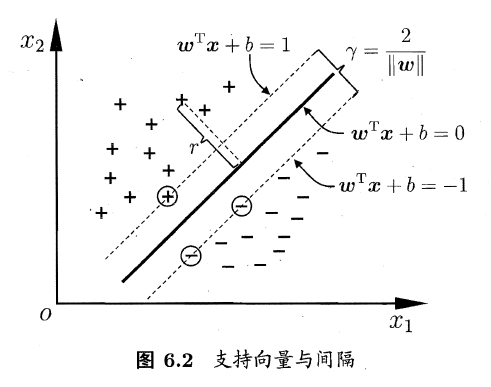 x₂
wᵀx + b = 1
γ = 2/‖w‖
wᵀx + b = 0
r
wᵀx + b = −1
O
x₁
图 6.2 支持向量与间隔